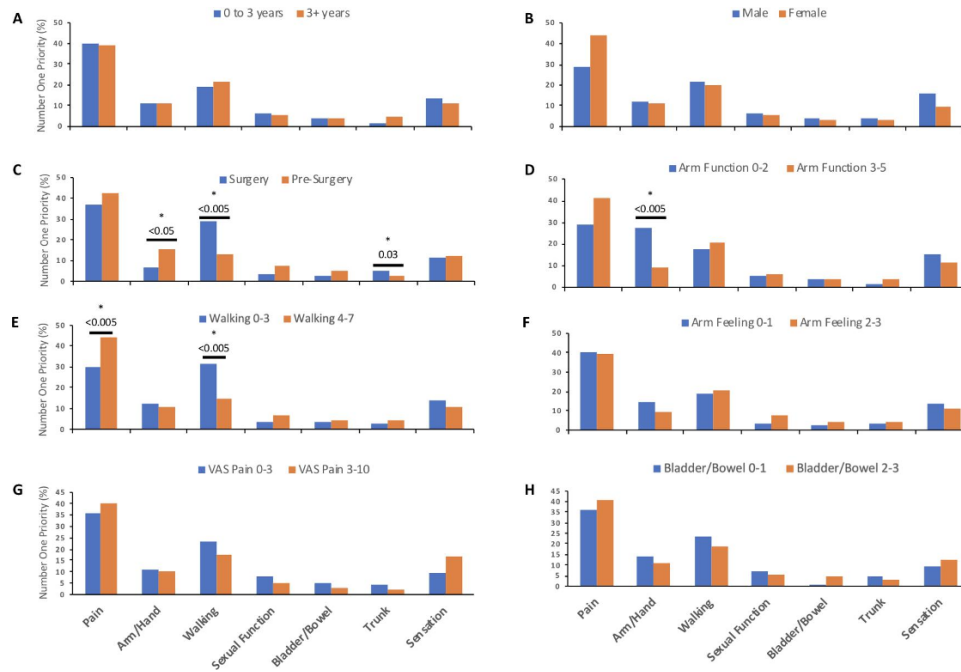 A
0 to 3 years 3+ years
Number One Priority (%)
50
40
30
20
10
0
B
Male Female
50
40
30
20
10
0
C
Surgery Pre-Surgery
Number One Priority (%)
50
40
30
20
10
0
*
<0.05
*
<0.005
*
0.03
D
Arm Function 0-2 Arm Function 3-5
50
40
30
20
10
0
*
<0.005
E
Walking 0-3 Walking 4-7
Number One Priority (%)
50
40
30
20
10
0
*
<0.005
*
<0.005
F
Arm Feeling 0-1 Arm Feeling 2-3
50
40
30
20
10
0
G
VAS Pain 0-3 VAS Pain 3-10
Number One Priority (%)
45
40
35
30
25
20
15
10
5
0
Pain
Arm/Hand
Walking
Sexual Function
Bladder/Bowel
Trunk
Sensation
H
Bladder/Bowel 0-1 Bladder/Bowel 2-3
45
40
35
30
25
20
15
10
5
0
Pain
Arm/Hand
Walking
Sexual Function
Bladder/Bowel
Trunk
Sensation